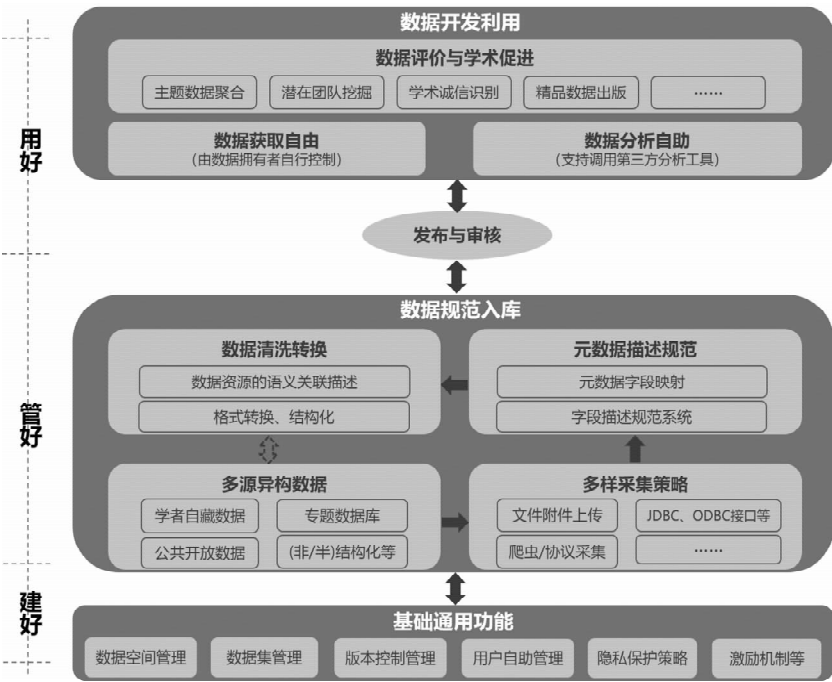 数据开发利用
数据评价与学术促进
主题数据聚合
潜在团队挖掘
学术诚信识别
精品数据出版
……
数据获取自由
(由数据拥有者自行控制)
数据分析自助
(支持调用第三方分析工具)
用好
发布与审核
数据规范入库
数据清洗转换
数据资源的语义关联描述
格式转换、结构化
元数据描述规范
元数据字段映射
字段描述规范系统
管好
多源异构数据
学者自藏数据
专题数据库
公共开放数据
(非/半)结构化等
多样采集策略
文件附件上传
JDBC、ODBC接口等
爬虫/协议采集
……
建好
基础通用功能
数据空间管理
数据集管理
版本控制管理
用户自助管理
隐私保护策略
激励机制等